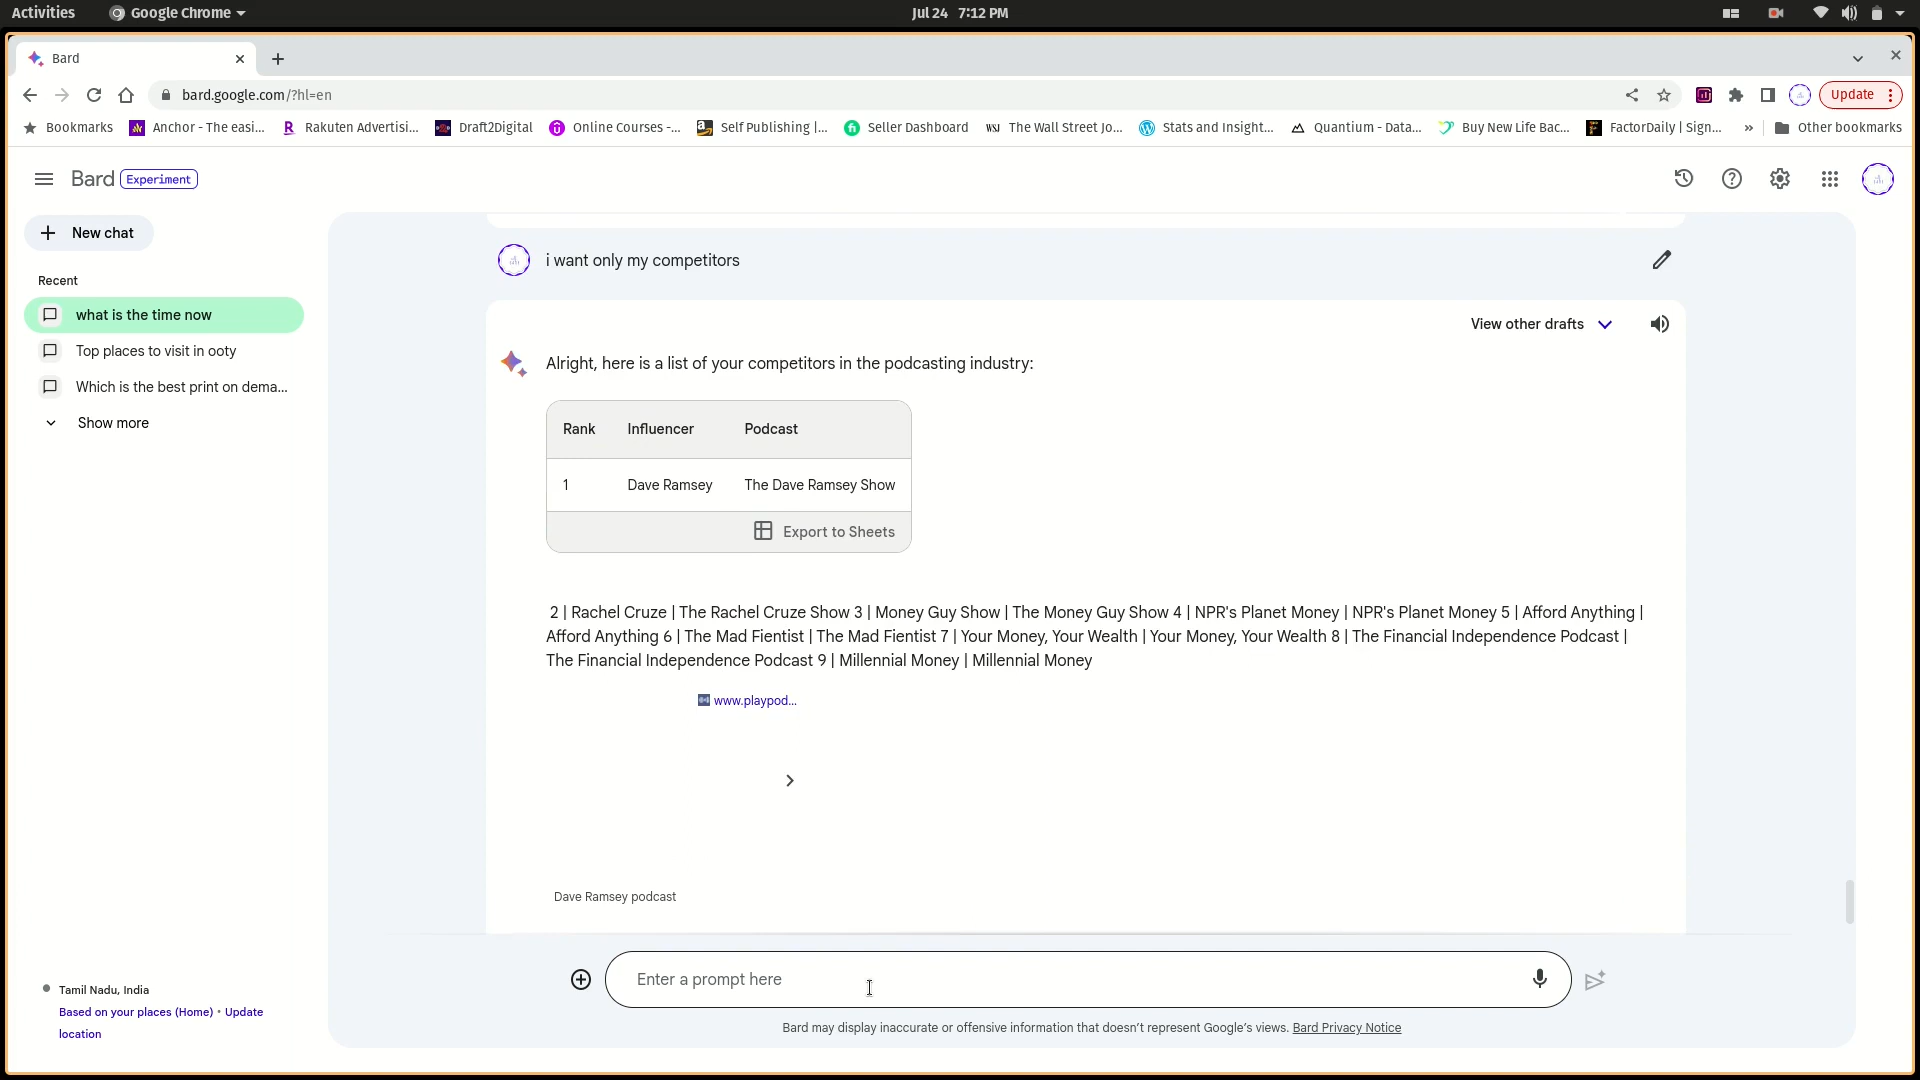 Activities
Google Chrome
Jul 24 7:12 PM
Bard
bard.google.com/?hl=en
Update
Bookmarks
Anchor - The easi...
Rakuten Advertisi...
Draft2Digital
Online Courses -...
Self Publishing |...
Seller Dashboard
WSJ
The Wall Street Jo...
Stats and Insight...
Quantium - Data...
Buy New Life Bac...
FactorDaily | Sign...
»
Other bookmarks
Bard
Experiment
New chat
Recent
what is the time now
Top places to visit in ooty
Which is the best print on dema...
Show more
i want only my competitors
View other drafts
Alright, here is a list of your competitors in the podcasting industry:
Rank Influencer Podcast
1 Dave Ramsey The Dave Ramsey Show
Export to Sheets
2 | Rachel Cruze | The Rachel Cruze Show 3 | Money Guy Show | The Money Guy Show 4 | NPR's Planet Money | NPR's Planet Money 5 | Afford Anything |
Afford Anything 6 | The Mad Fientist | The Mad Fientist 7 | Your Money, Your Wealth | Your Money, Your Wealth 8 | The Financial Independence Podcast |
The Financial Independence Podcast 9 | Millennial Money | Millennial Money
www.playpod...
Dave Ramsey podcast
Enter a prompt here
Bard may display inaccurate or offensive information that doesn't represent Google's views. Bard Privacy Notice
Tamil Nadu, India
Based on your places (Home) • Update
location